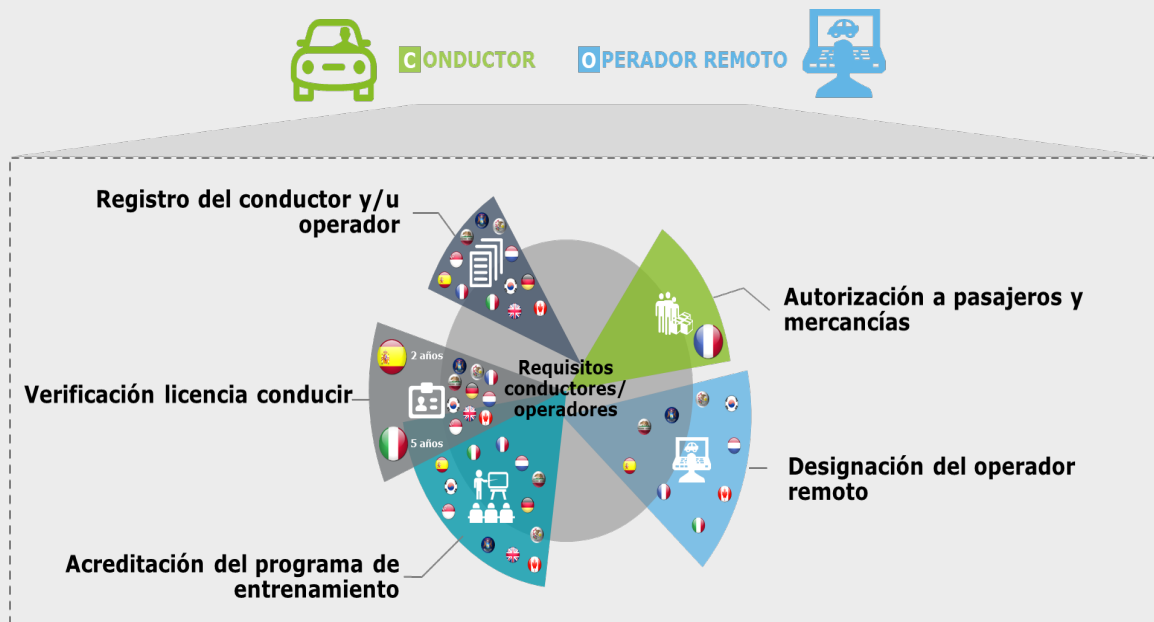 CONDUCTOR
OPERADOR REMOTO
Registro del conductor y/u
operador
Autorización a pasajeros y
mercancías
2 años
Requisitos
conductores/
operadores
Verificación licencia conducir
5 años
Designación del operador
remoto
Acreditación del programa de
entrenamiento